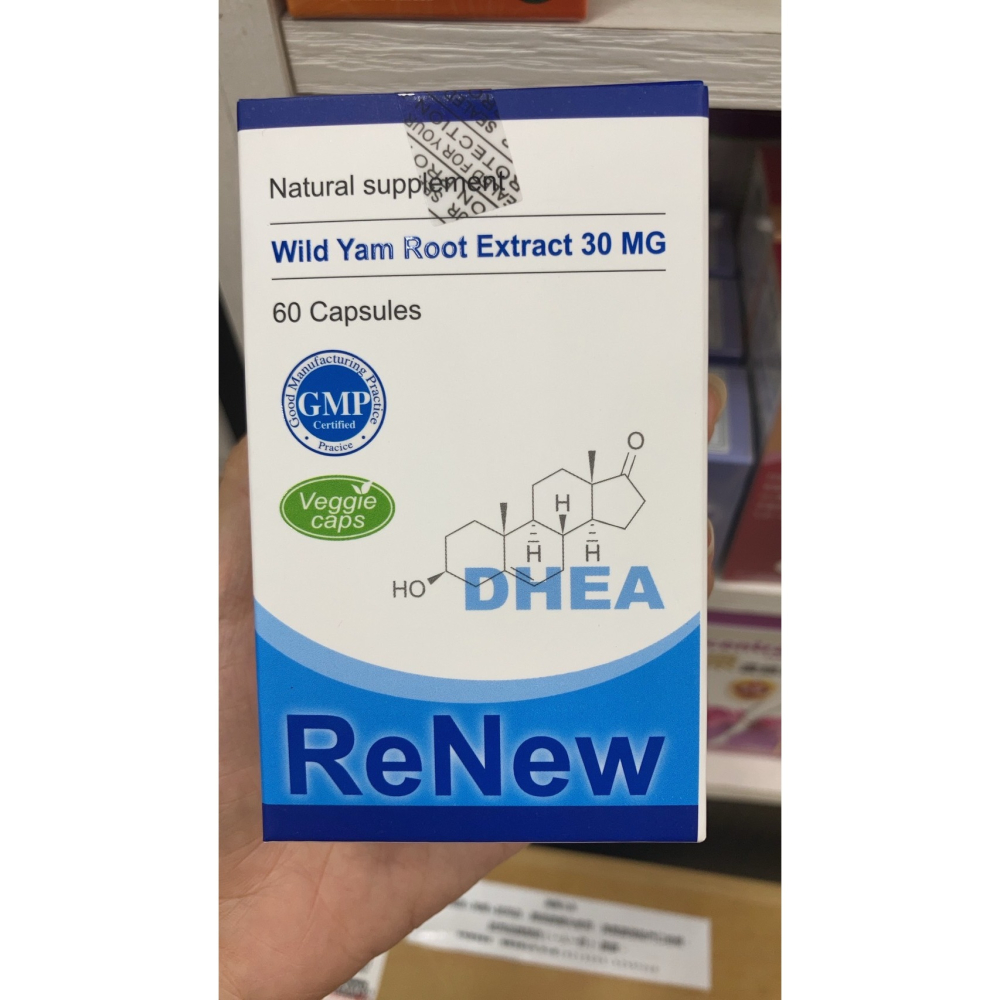 Natural supplement
Wild Yam Root Extract 30 MG
60 Capsules
Good Manufacturing Practice
GMP
Certified
Pracice
Veggie
caps
O
H
H
H
HO
DHEA
ReNew